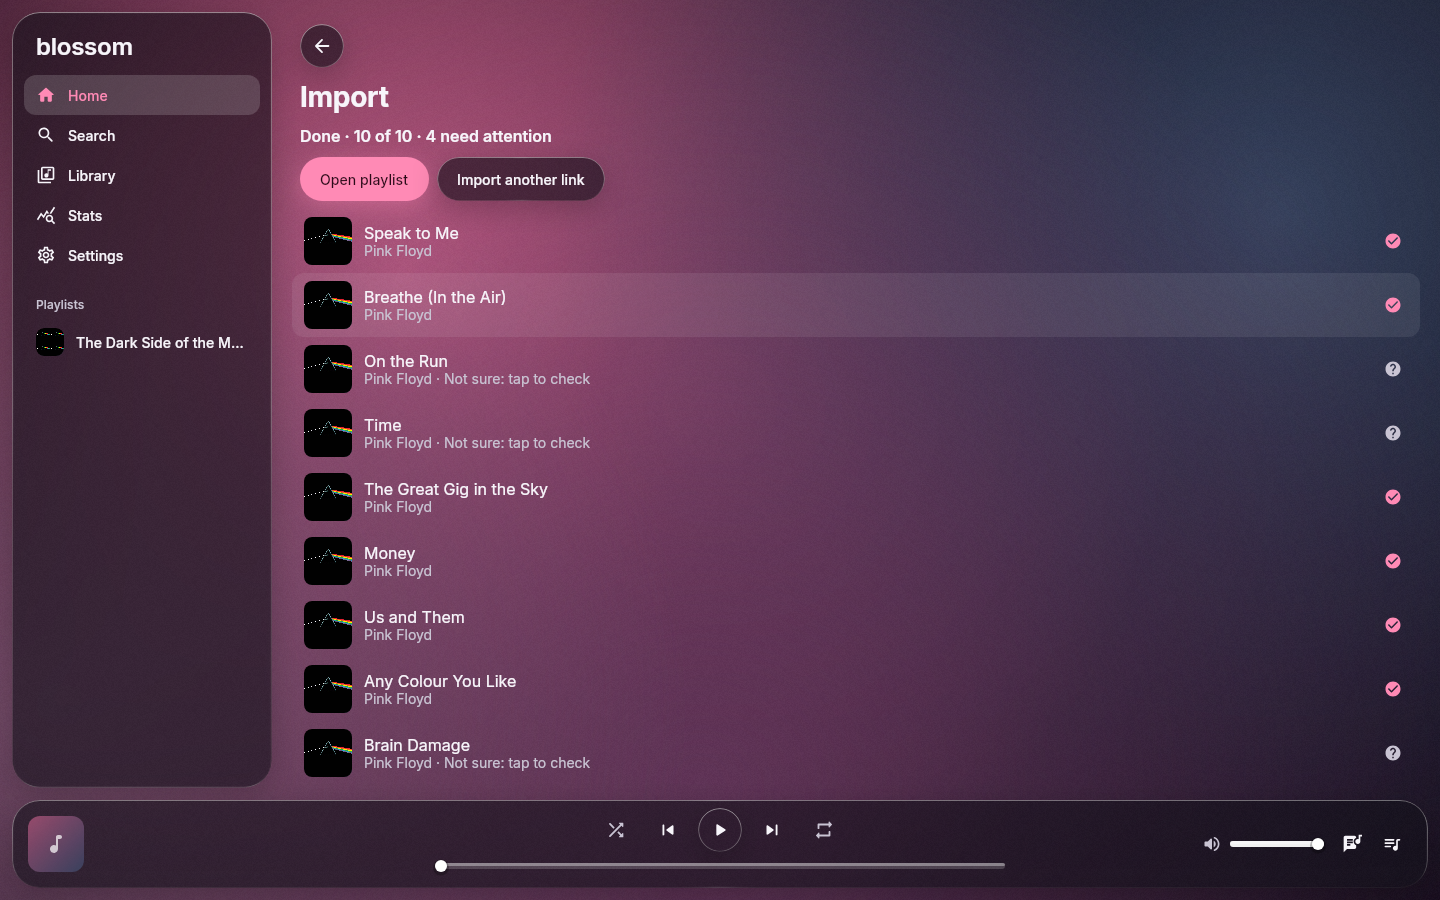 blossom
Home
Search
Library
Stats
Settings
Playlists
The Dark Side of the M...
Import
Done · 10 of 10 · 4 need attention
Open playlist
Import another link
Speak to Me
Pink Floyd
Breathe (In the Air)
Pink Floyd
On the Run
Pink Floyd · Not sure: tap to check
Time
Pink Floyd · Not sure: tap to check
The Great Gig in the Sky
Pink Floyd
Money
Pink Floyd
Us and Them
Pink Floyd
Any Colour You Like
Pink Floyd
Brain Damage
Pink Floyd · Not sure: tap to check